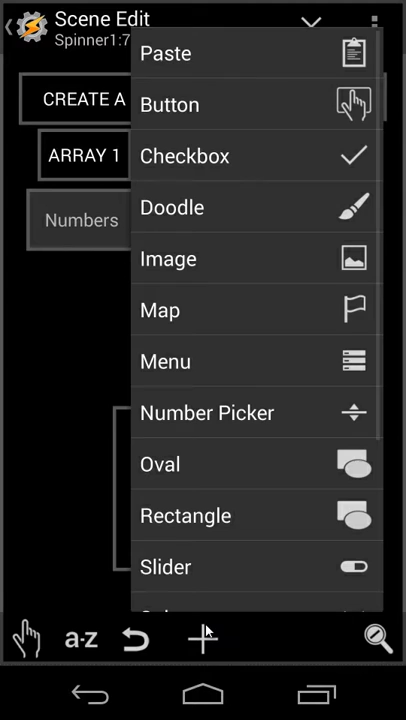 Scene Edit
Spinner1:7
CREATE A
ARRAY 1
Numbers
Paste
Button
Checkbox
Doodle
Image
Map
Menu
Number Picker
Oval
Rectangle
Slider
a-z